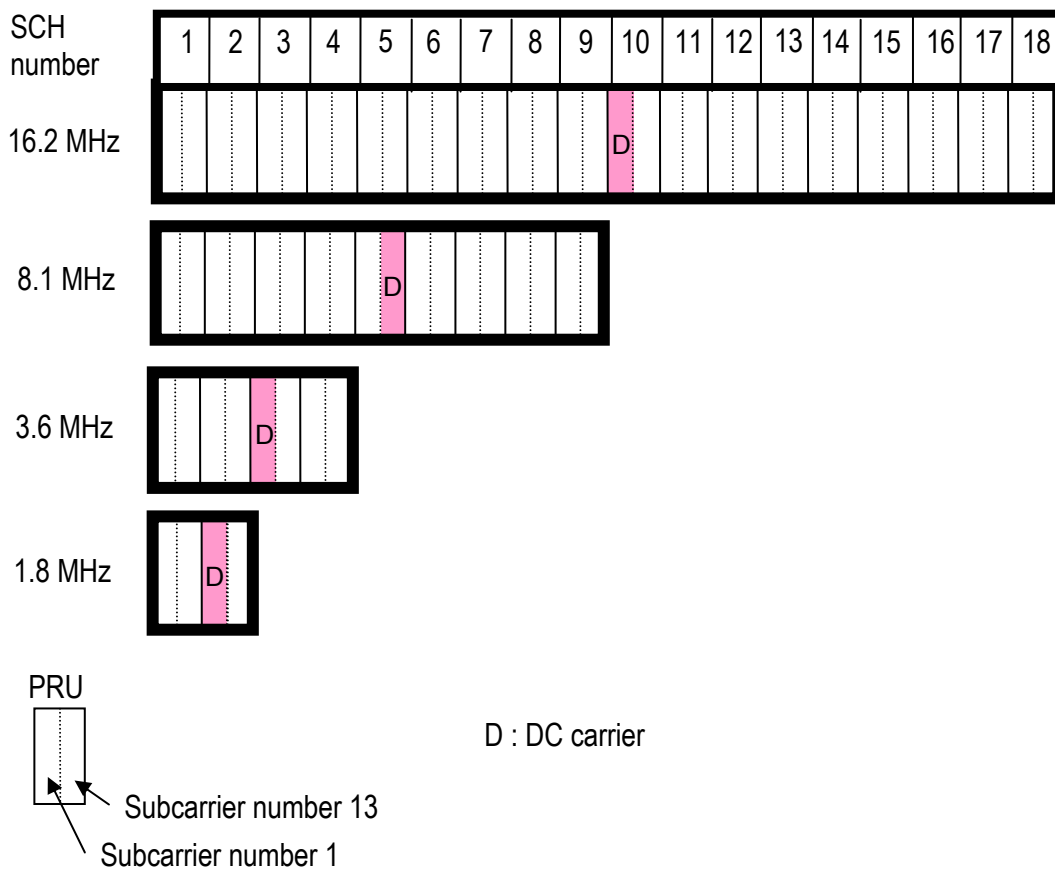 SCH
number
1 2 3 4 5 6 7 8 9 10 11 12 13 14 15 16 17 18
16.2 MHz
D
8.1 MHz
D
3.6 MHz
D
1.8 MHz
D
PRU
D : DC carrier
Subcarrier number 13
Subcarrier number 1